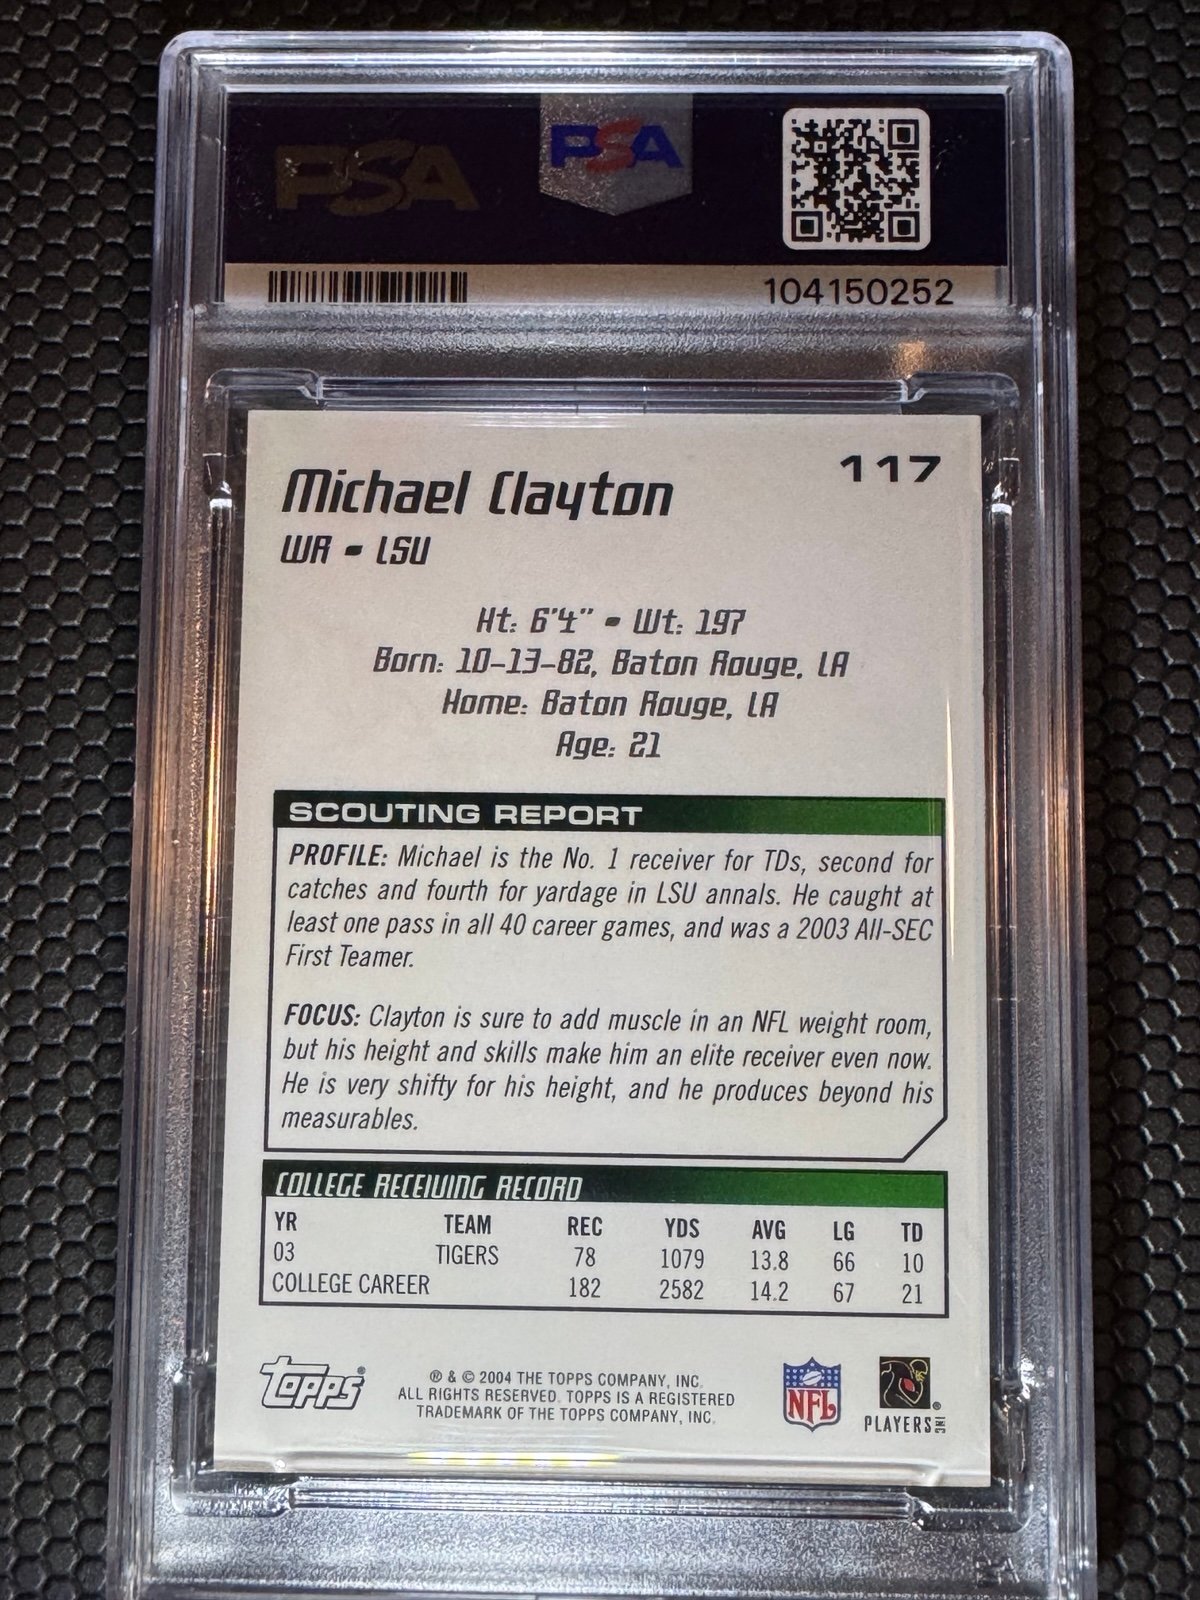 PSA
PSA
104150252
117
Michael Clayton
WR - LSU
Ht: 6'4" • Wt: 197
Born: 10-13-82, Baton Rouge, LA
Home: Baton Rouge, LA
Age: 21
SCOUTING REPORT
PROFILE: Michael is the No. 1 receiver for TDs, second for
catches and fourth for yardage in LSU annals. He caught at
least one pass in all 40 career games, and was a 2003 All-SEC
First Teamer.
FOCUS: Clayton is sure to add muscle in an NFL weight room,
but his height and skills make him an elite receiver even now.
He is very shifty for his height, and he produces beyond his
measurables.
COLLEGE RECEIVING RECORD
YR TEAM REC YDS AVG LG TD
03 TIGERS 78 1079 13.8 66 10
COLLEGE CAREER 182 2582 14.2 67 21
Topps®
® & © 2004 THE TOPPS COMPANY, INC.
ALL RIGHTS RESERVED. TOPPS IS A REGISTERED
TRADEMARK OF THE TOPPS COMPANY, INC.
NFL
PLAYERS INC ®